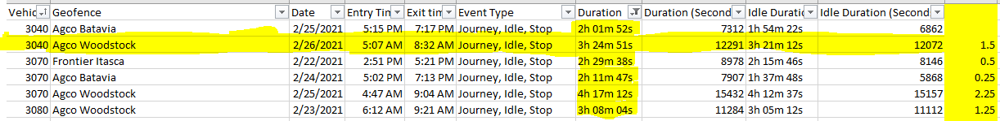 Vehic Geofence Date Entry Tim Exit tim Event Type Duration Duration (Second Idle Duratio Idle Duration (Second
3040 Agco Batavia 2/25/2021 5:15 PM 7:17 PM Journey, Idle, Stop 2h 01m 52s 7312 1h 54m 22s 6862
3040 Agco Woodstock 2/26/2021 5:07 AM 8:32 AM Journey, Idle, Stop 3h 24m 51s 12291 3h 21m 12s 12072 1.5
3070 Frontier Itasca 2/22/2021 2:51 PM 5:21 PM Journey, Idle, Stop 2h 29m 38s 8978 2h 15m 46s 8146 0.5
3070 Agco Batavia 2/24/2021 5:02 PM 7:13 PM Journey, Idle, Stop 2h 11m 47s 7907 1h 37m 48s 5868 0.25
3070 Agco Woodstock 2/25/2021 4:47 AM 9:04 AM Journey, Idle, Stop 4h 17m 12s 15432 4h 12m 37s 15157 2.25
3080 Agco Woodstock 2/23/2021 6:12 AM 9:21 AM Journey, Idle, Stop 3h 08m 04s 11284 3h 05m 12s 11112 1.25